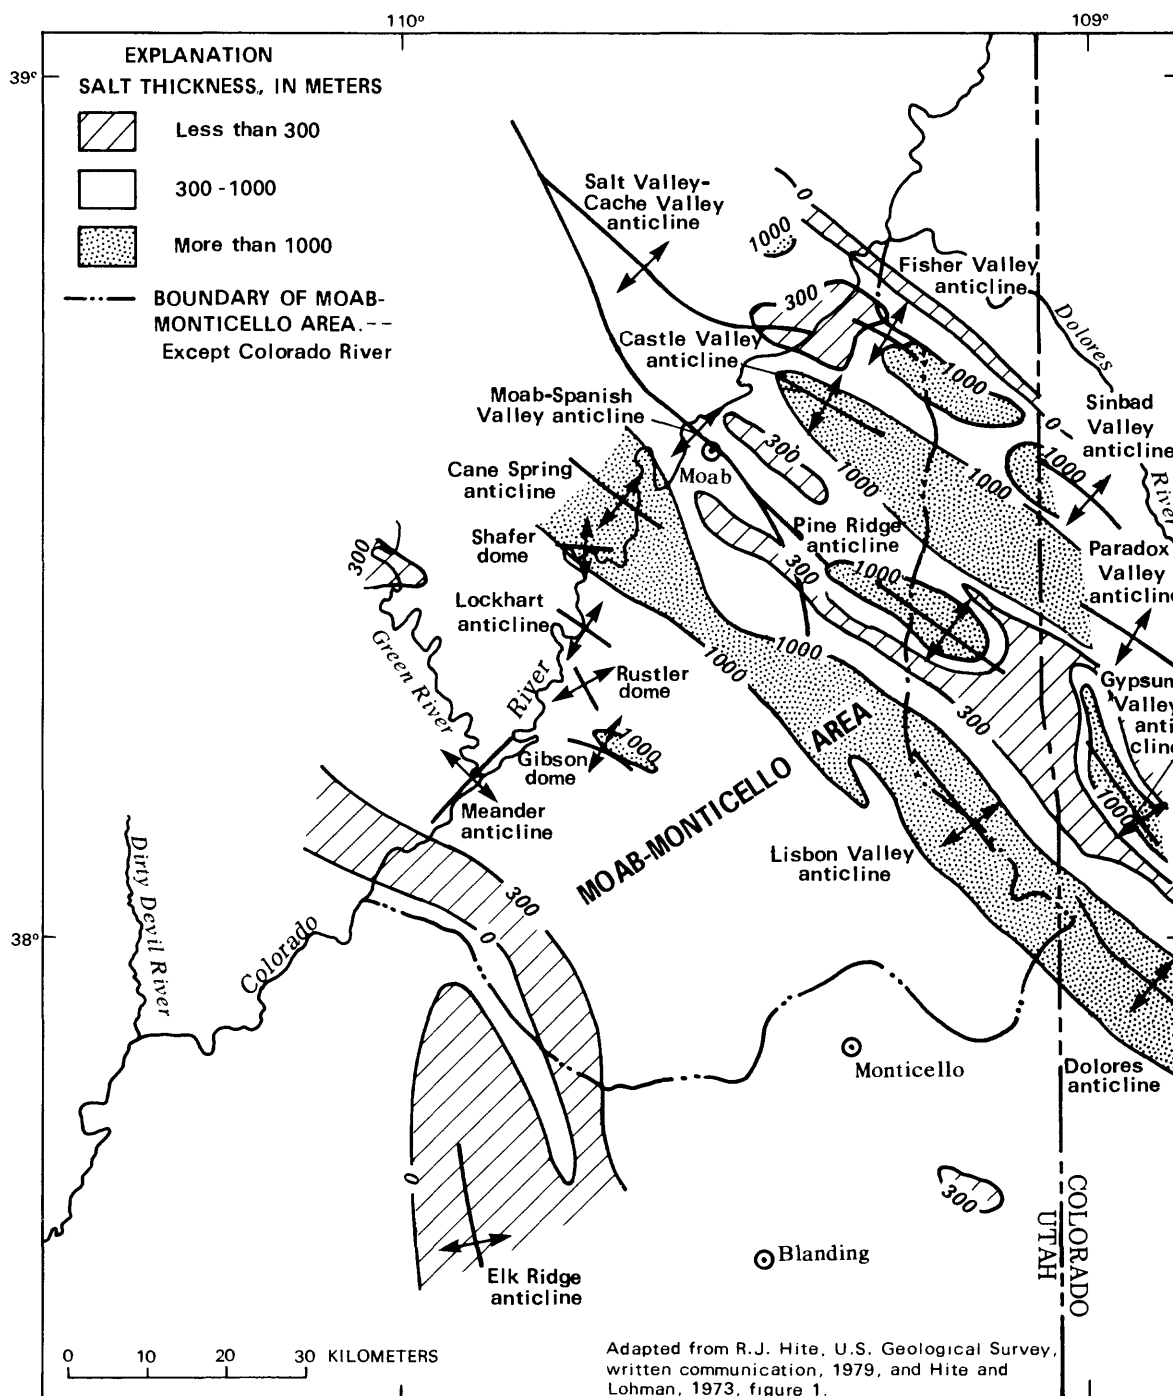 110°
109°
39°
38°
EXPLANATION
SALT THICKNESS, IN METERS
Less than 300
300-1000
More than 1000
BOUNDARY OF MOAB-
MONTICELLO AREA.--
Except Colorado River
Salt Valley-
Cache Valley
anticline
0
1000
Fisher Valley
anticline
300
Dolores
Castle Valley
anticline
1000
Moab-Spanish
Valley anticline
Sinbad
Valley
anticline
0
300
Moab
1000
1000
1000
River
Cane Spring
anticline
Shafer
dome
300
Pine Ridge
anticline
300
1000
Paradox
Valley
anticline
Lockhart
anticline
Green River
River
1000
1000
Rustler
dome
Gypsum
Valley
anti
cline
300
1000
Gibson
dome
1000
Meander
anticline
MOAB-MONTICELLO AREA
Lisbon Valley
anticline
Dirty Devil River
300
0
Colorado
Monticello
Dolores
anticline
0
300
COLORADO
UTAH
Blanding
Elk Ridge
anticline
0 10 20 30 KILOMETERS
Adapted from R.J. Hite, U.S. Geological Survey,
written communication, 1979, and Hite and
Lohman, 1973, figure 1.